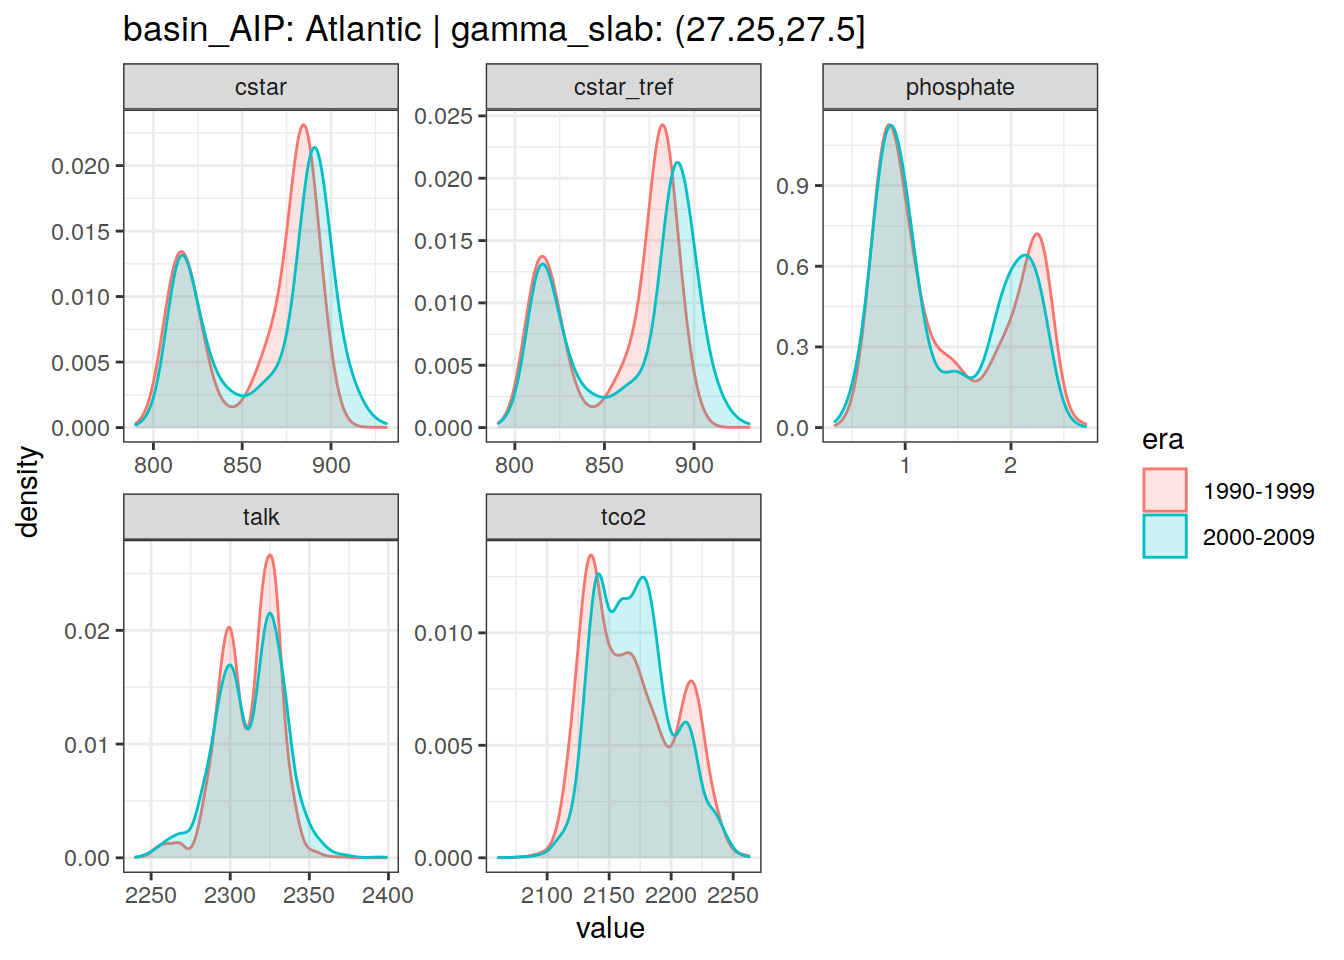 basin_AIP: Atlantic | gamma_slab: (27.25,27.5]
cstar
cstar_tref
phosphate
0.020
0.015
0.010
0.005
0.000
800 850 900
0.025
0.020
0.015
0.010
0.005
0.000
800 850 900
0.9
0.6
0.3
0.0
1 2
density
talk
tco2
0.02
0.01
0.00
2250 2300 2350 2400
0.010
0.005
0.000
2100 2150 2200 2250
value
era
1990-1999
2000-2009